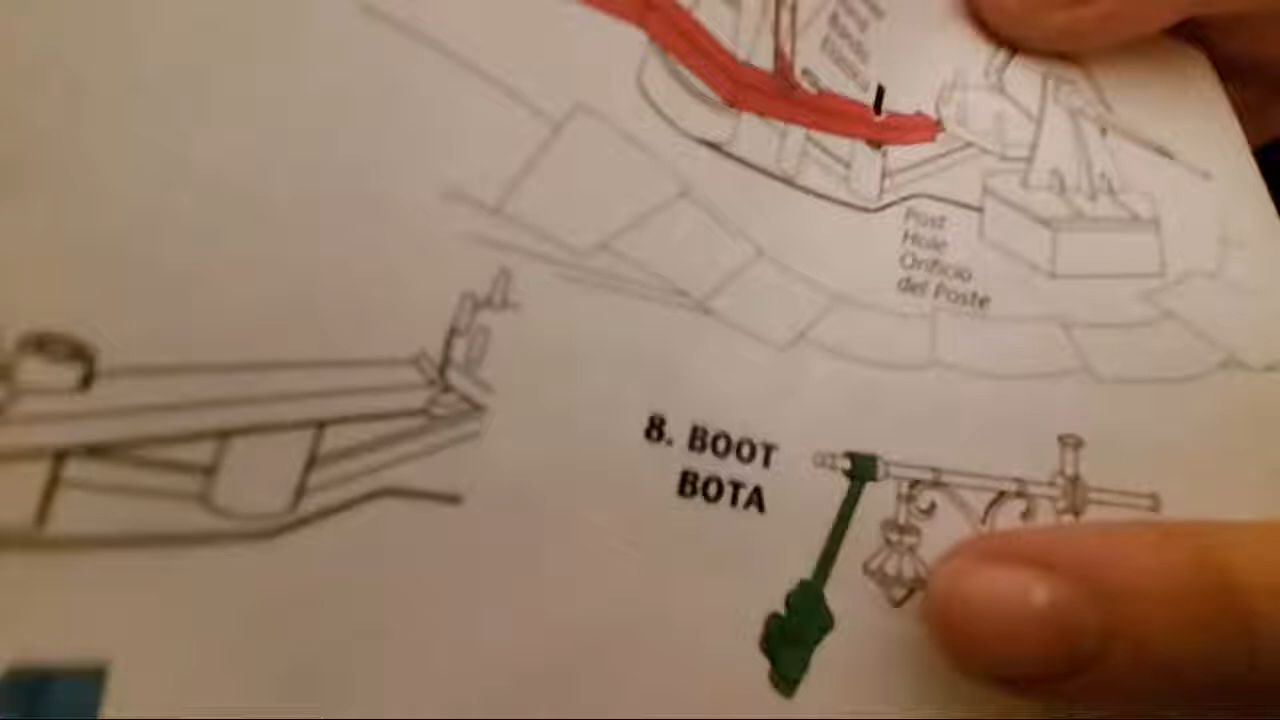 Post
Hole
Orificio
del Poste
8. BOOT
BOTA